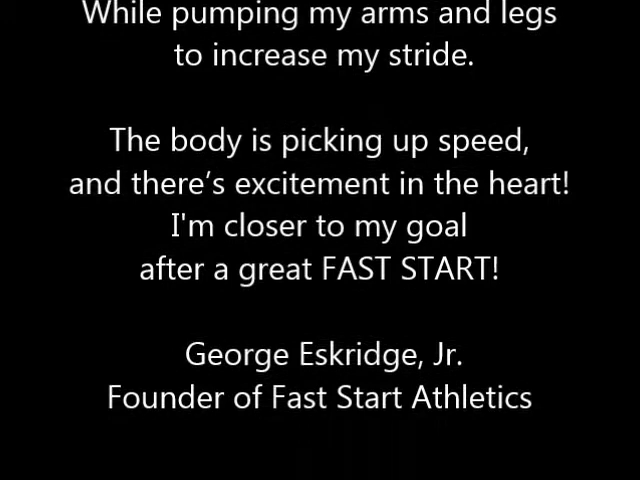 While pumping my arms and legs
to increase my stride.
The body is picking up speed,
and there’s excitement in the heart!
I'm closer to my goal
after a great FAST START!
George Eskridge, Jr.
Founder of Fast Start Athletics